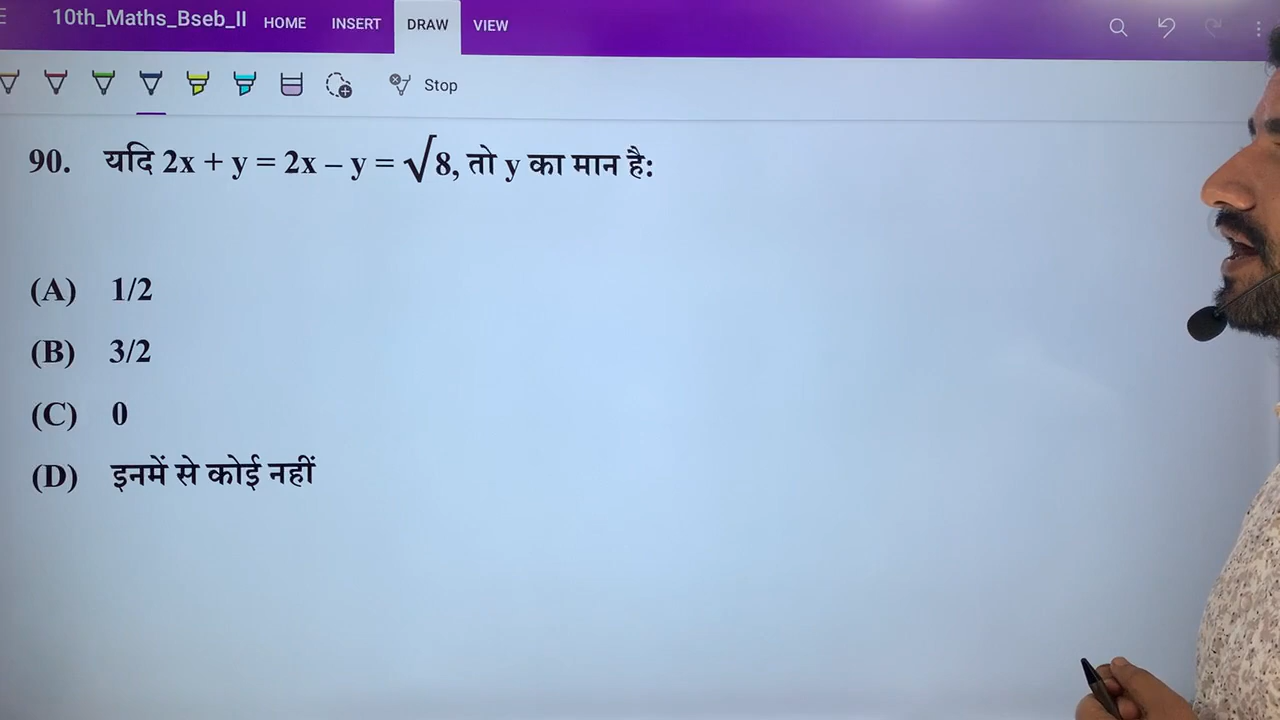 10th_Maths_Bseb_II HOME INSERT DRAW VIEW
Stop
90. यदि 2x + y = 2x – y = √8, तो y का मान है:
(A) 1/2
(B) 3/2
(C) 0
(D) इनमें से कोई नहीं